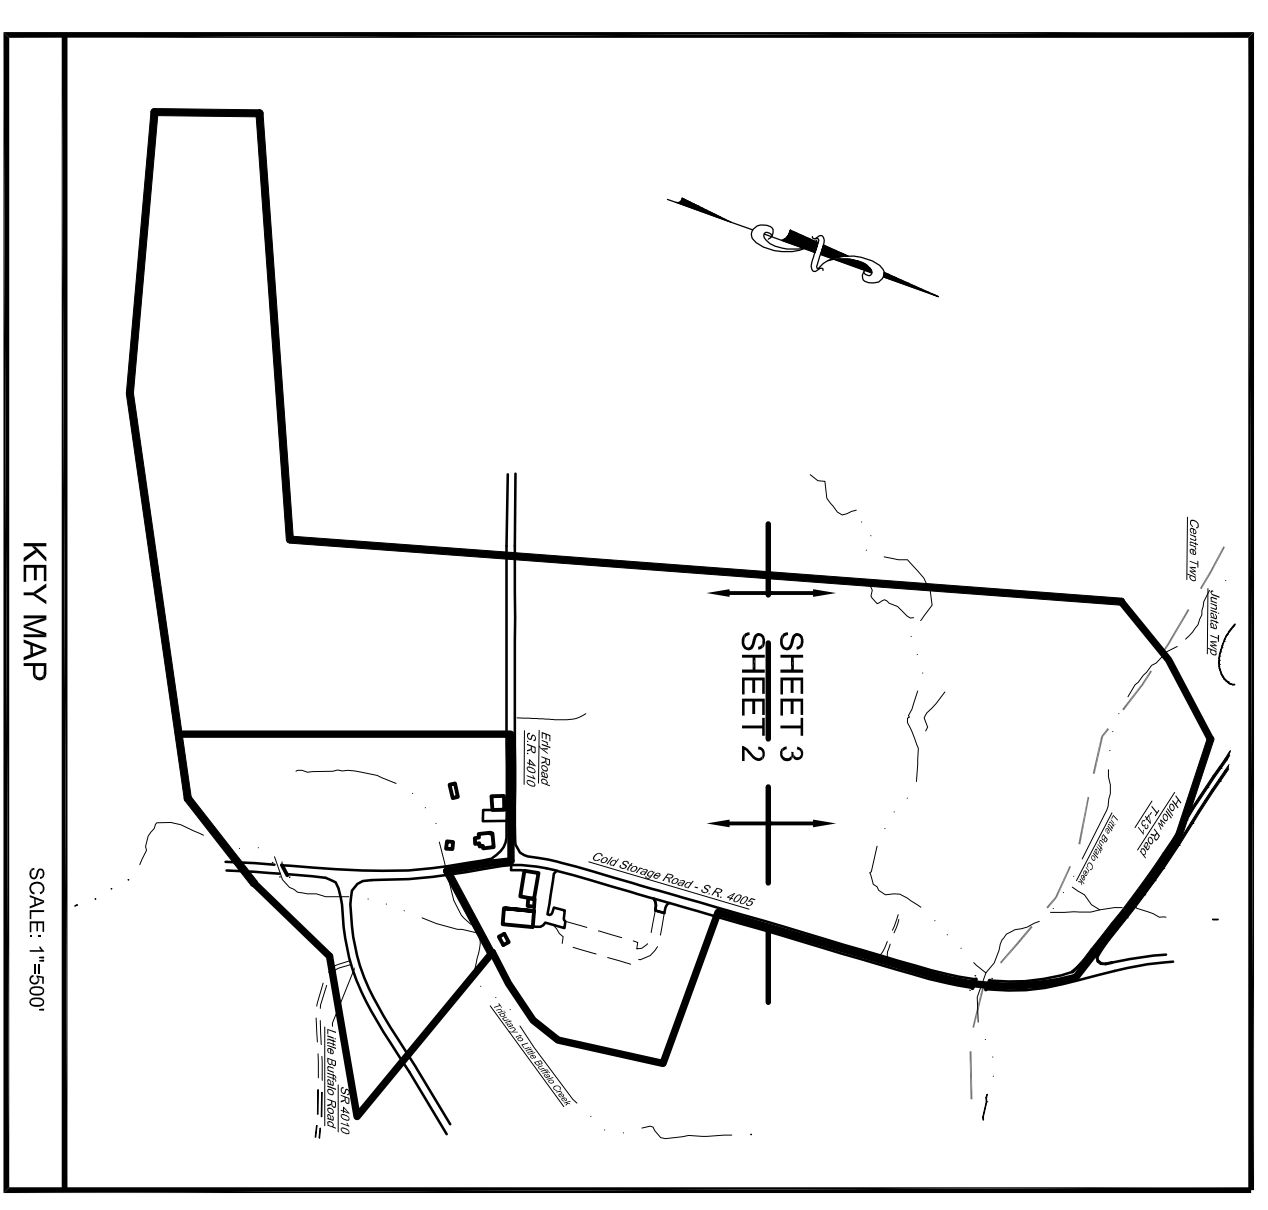 Centre Twp
Juniata Twp
Hollow Road
T-431
Little Buffalo Creek
SHEET 3
SHEET 2
Erly Road
S.R. 4010
Cold Storage Road - S.R. 4005
Tributary to Little Buffalo Creek
SR 4010
Little Buffalo Road
KEY MAP
SCALE: 1"=500'